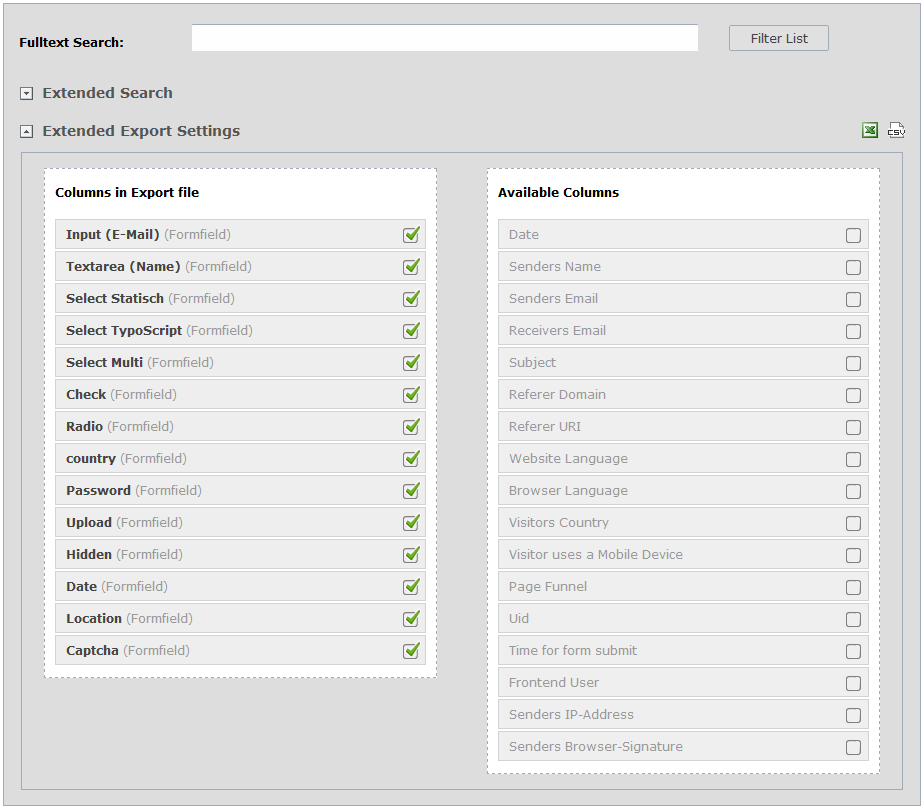 Fulltext Search:
Filter List
Extended Search
Extended Export Settings
CSV
Columns in Export file
Input (E-Mail) (Formfield)
Textarea (Name) (Formfield)
Select Statisch (Formfield)
Select TypoScript (Formfield)
Select Multi (Formfield)
Check (Formfield)
Radio (Formfield)
country (Formfield)
Password (Formfield)
Upload (Formfield)
Hidden (Formfield)
Date (Formfield)
Location (Formfield)
Captcha (Formfield)
Available Columns
Date
Senders Name
Senders Email
Receivers Email
Subject
Referer Domain
Referer URI
Website Language
Browser Language
Visitors Country
Visitor uses a Mobile Device
Page Funnel
Uid
Time for form submit
Frontend User
Senders IP-Address
Senders Browser-Signature